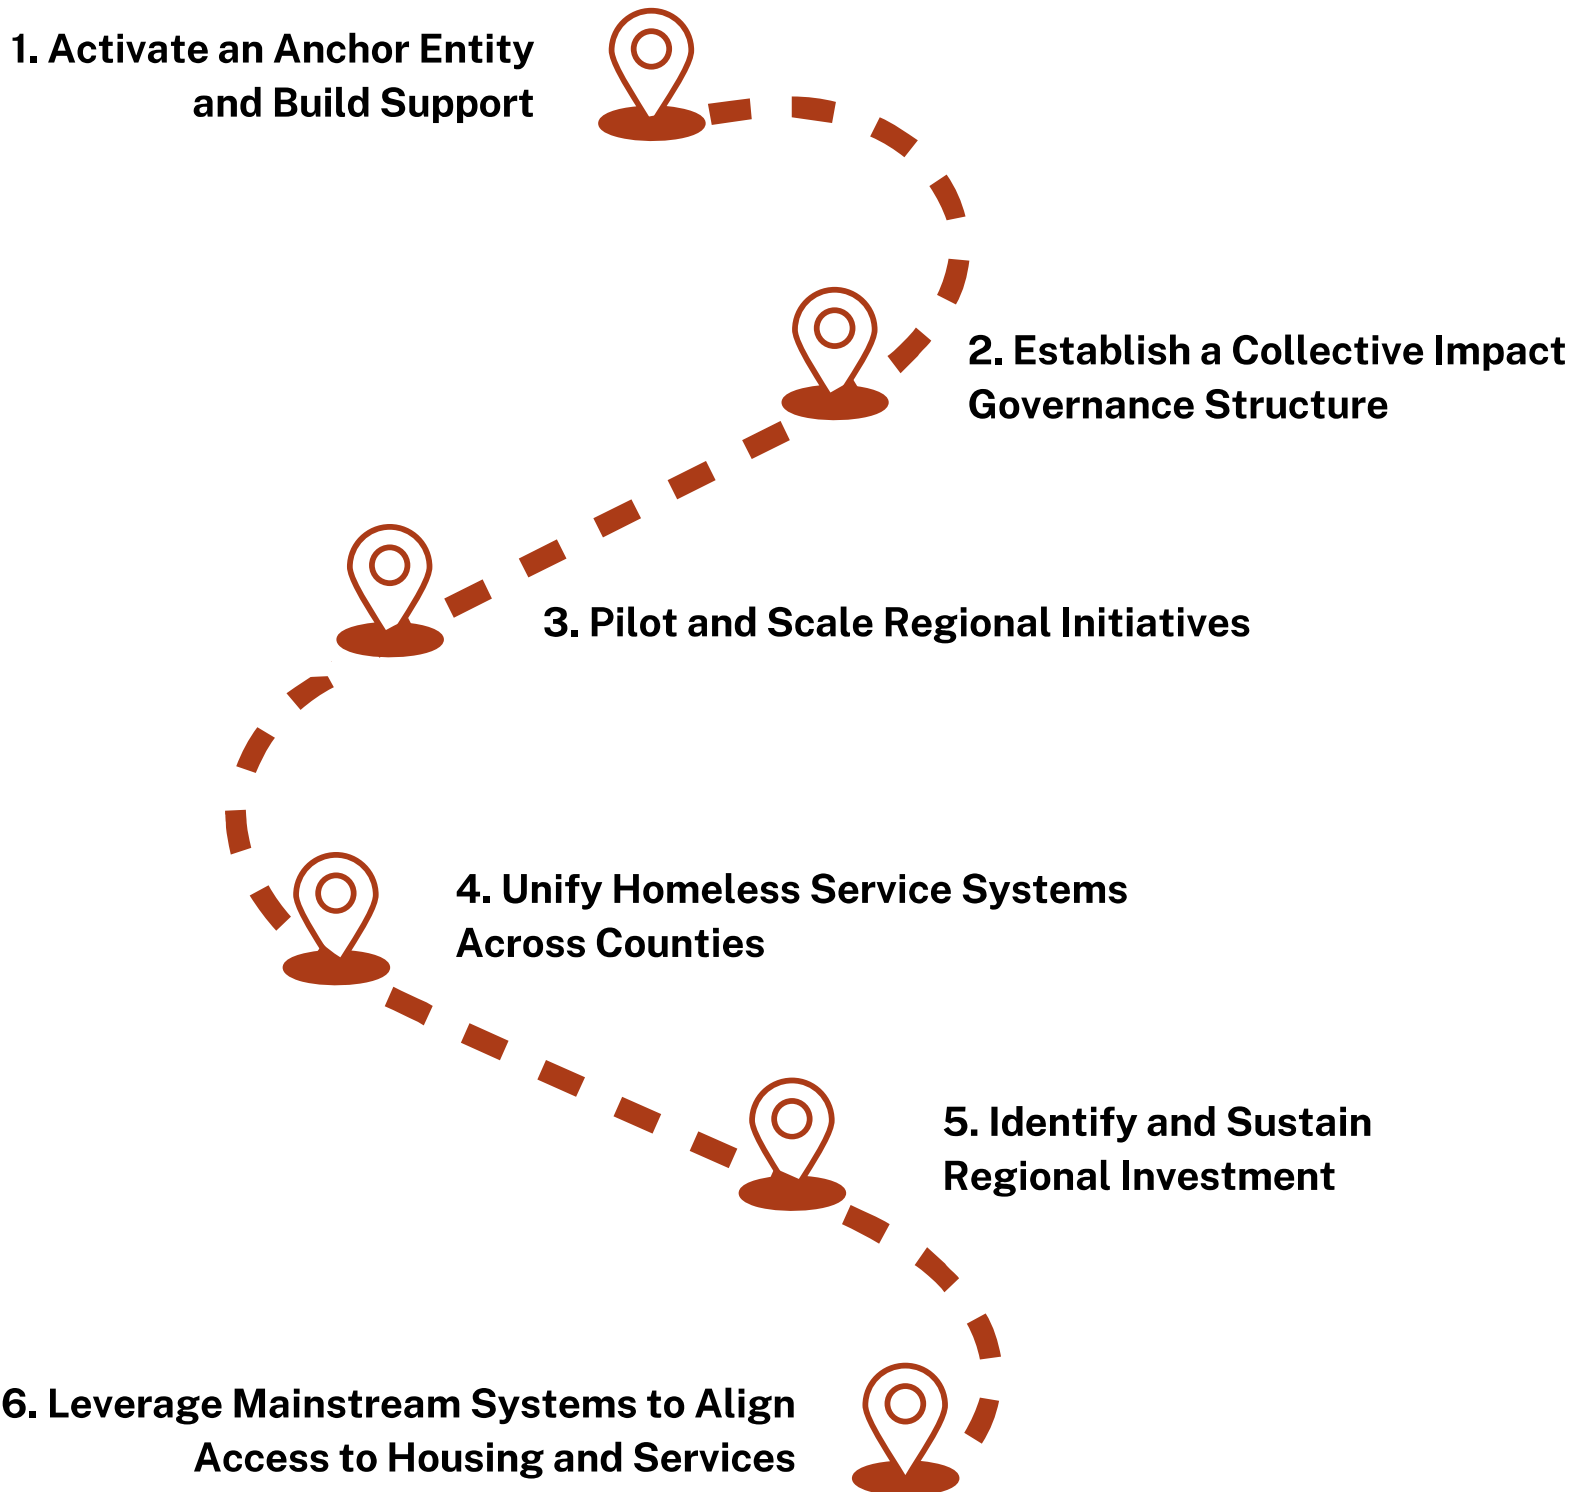 1. Activate an Anchor Entity
and Build Support
2. Establish a Collective Impact
Governance Structure
3. Pilot and Scale Regional Initiatives
4. Unify Homeless Service Systems
Across Counties
5. Identify and Sustain
Regional Investment
6. Leverage Mainstream Systems to Align
Access to Housing and Services